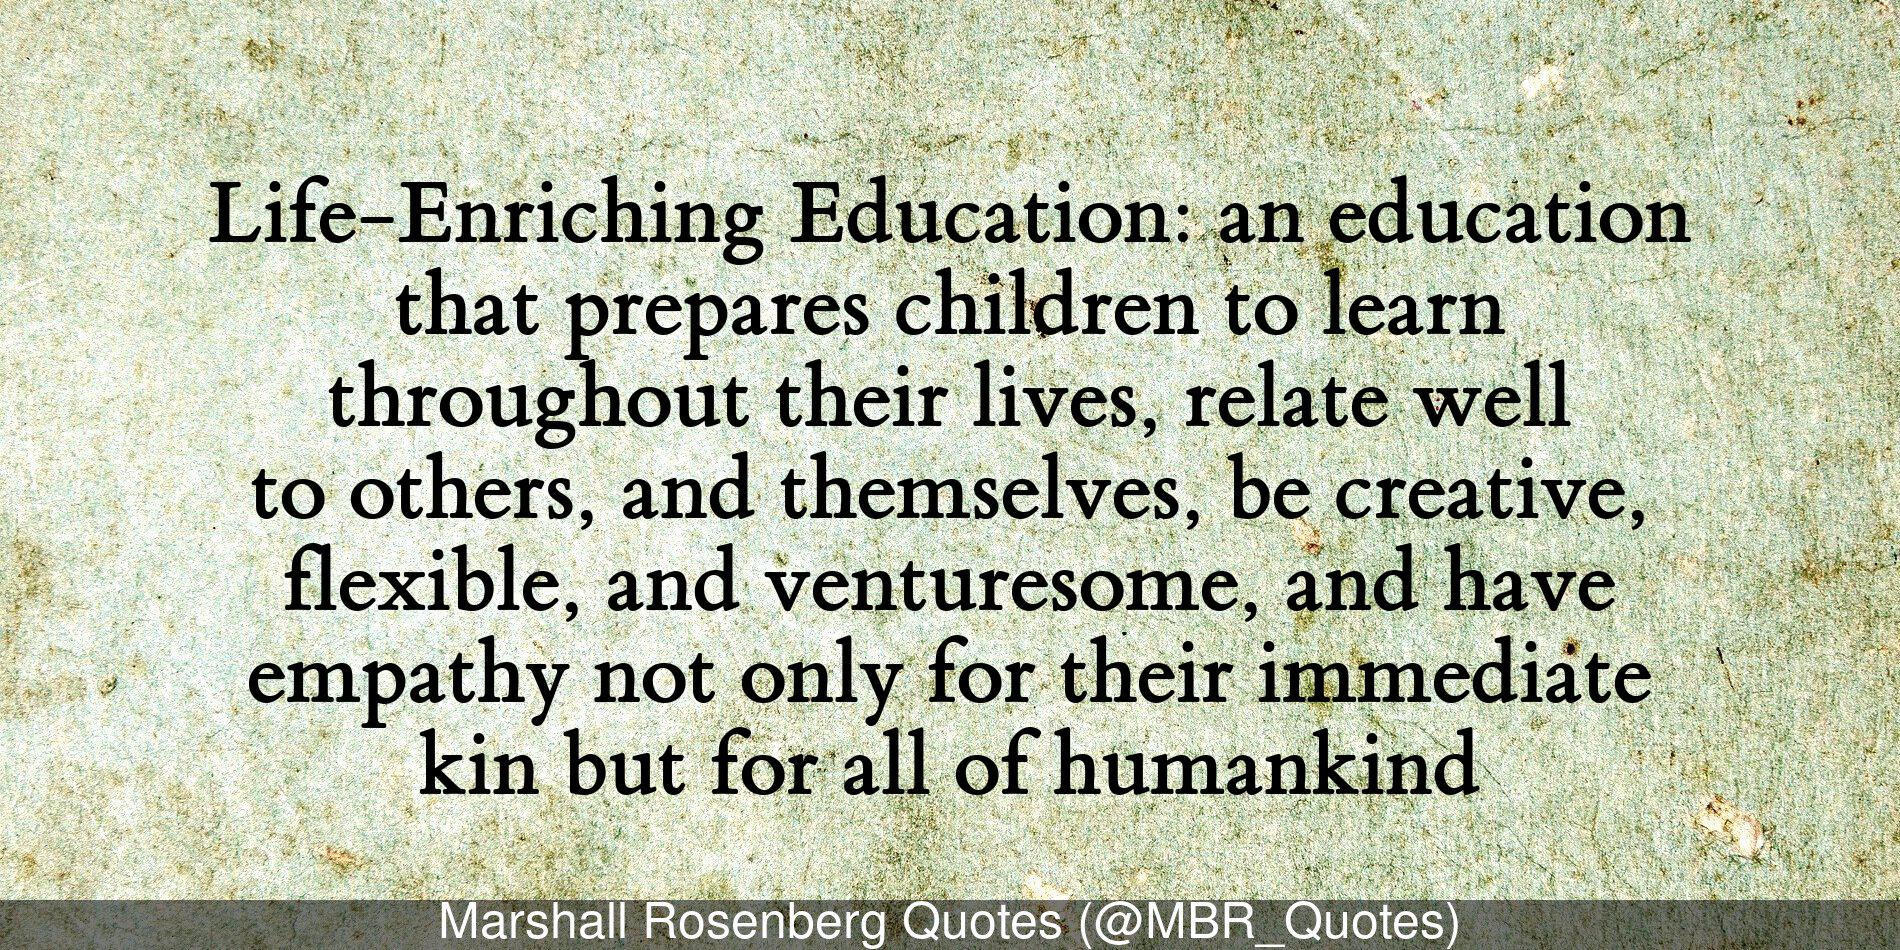 Life-Enriching Education: an education
that prepares children to learn
throughout their lives, relate well
to others, and themselves, be creative,
flexible, and venturesome, and have
empathy not only for their immediate
kin but for all of humankind
Marshall Rosenberg Quotes (@MBR_Quotes)